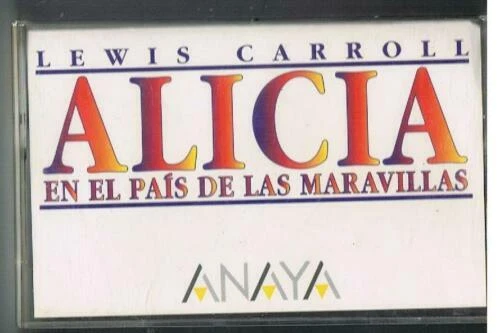 LEWIS CARROLL
ALICIA
EN EL PAÍS DE LAS MARAVILLAS
ANAYA